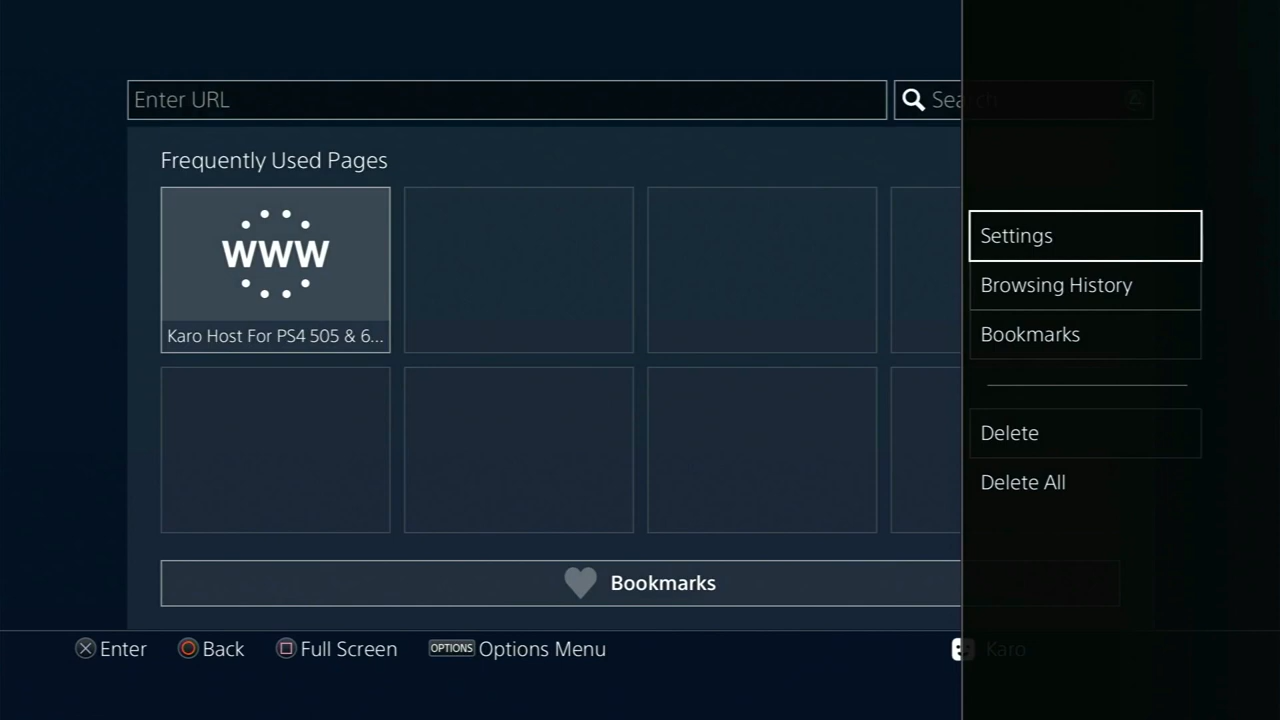 Enter URL
Search
Frequently Used Pages
WWW
Karo Host For PS4 505 & 6...
Settings
Browsing History
Bookmarks
Delete
Delete All
Bookmarks
Enter
Back
Full Screen
OPTIONS Options Menu
Karo